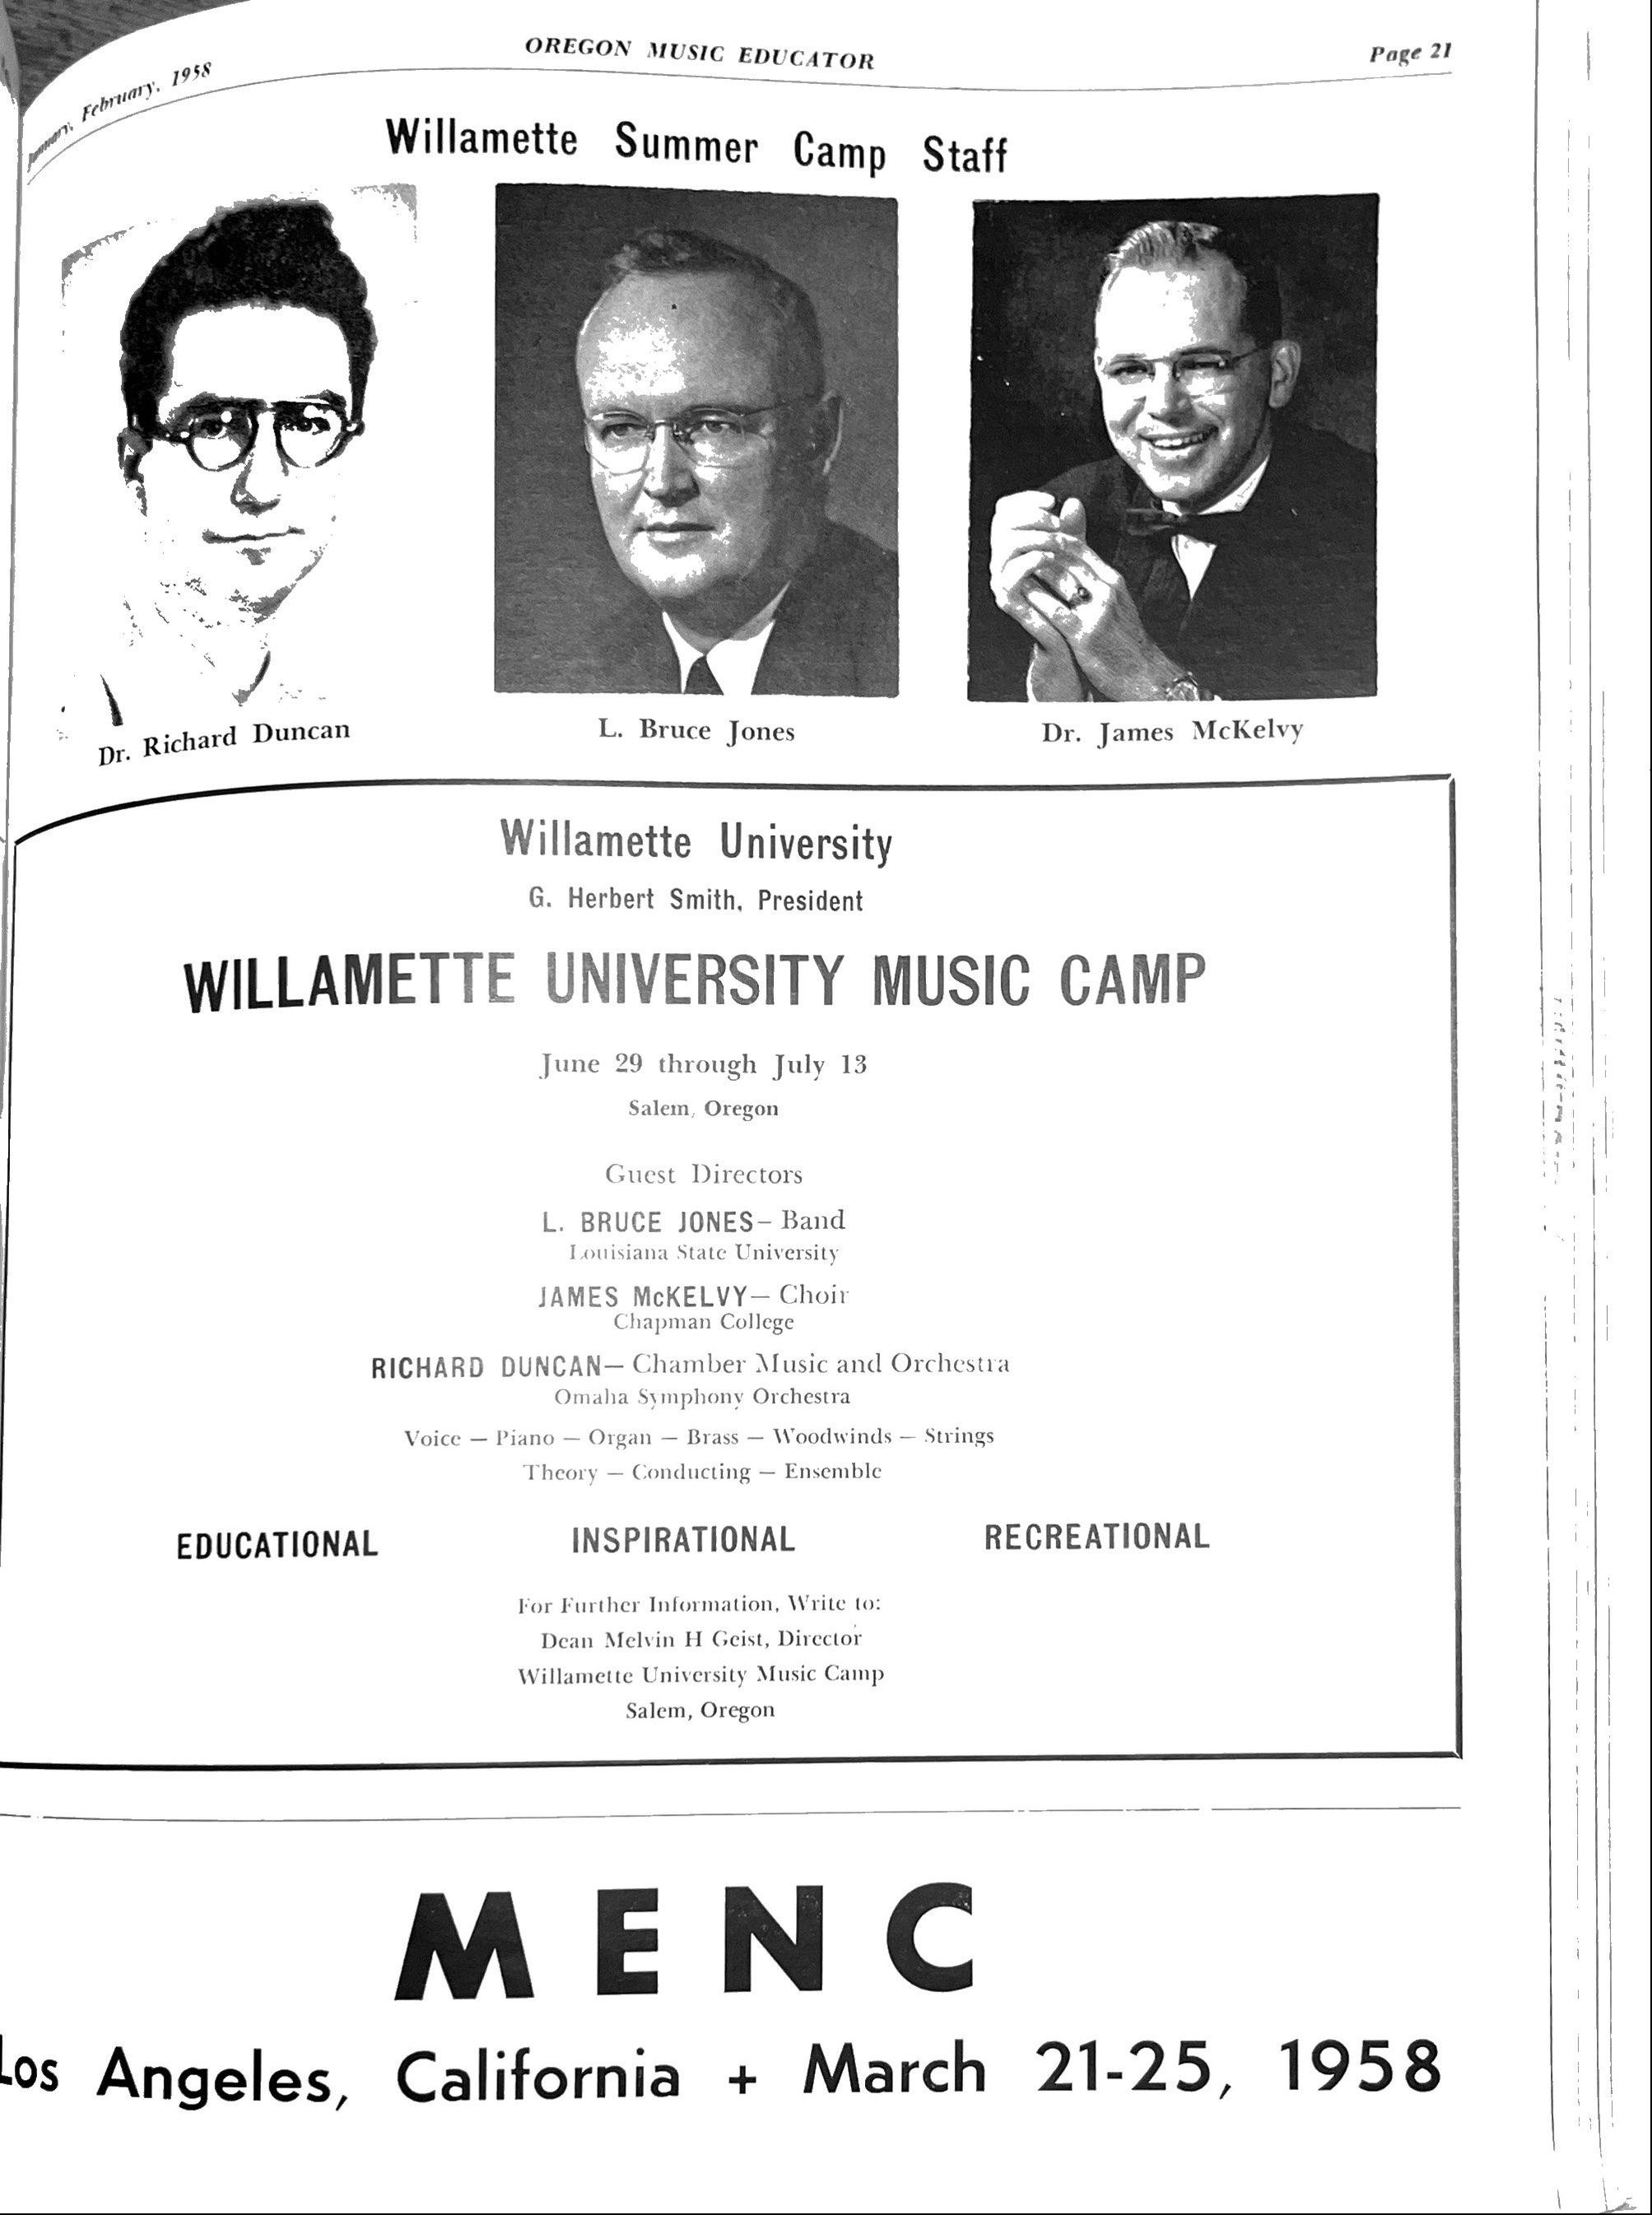 January, February, 1958
OREGON MUSIC EDUCATOR
Page 21
Willamette Summer Camp Staff
Dr. Richard Duncan
L. Bruce Jones
Dr. James McKelvy
Willamette University
G. Herbert Smith, President
WILLAMETTE UNIVERSITY MUSIC CAMP
June 29 through July 13
Salem, Oregon
Guest Directors
L. BRUCE JONES— Band
Louisiana State University
JAMES McKELVY— Choir
Chapman College
RICHARD DUNCAN— Chamber Music and Orchestra
Omaha Symphony Orchestra
Voice — Piano — Organ — Brass — Woodwinds — Strings
Theory — Conducting — Ensemble
EDUCATIONAL INSPIRATIONAL RECREATIONAL
For Further Information, Write to:
Dean Melvin H Geist, Director
Willamette University Music Camp
Salem, Oregon
MENC
Los Angeles, California + March 21-25, 1958